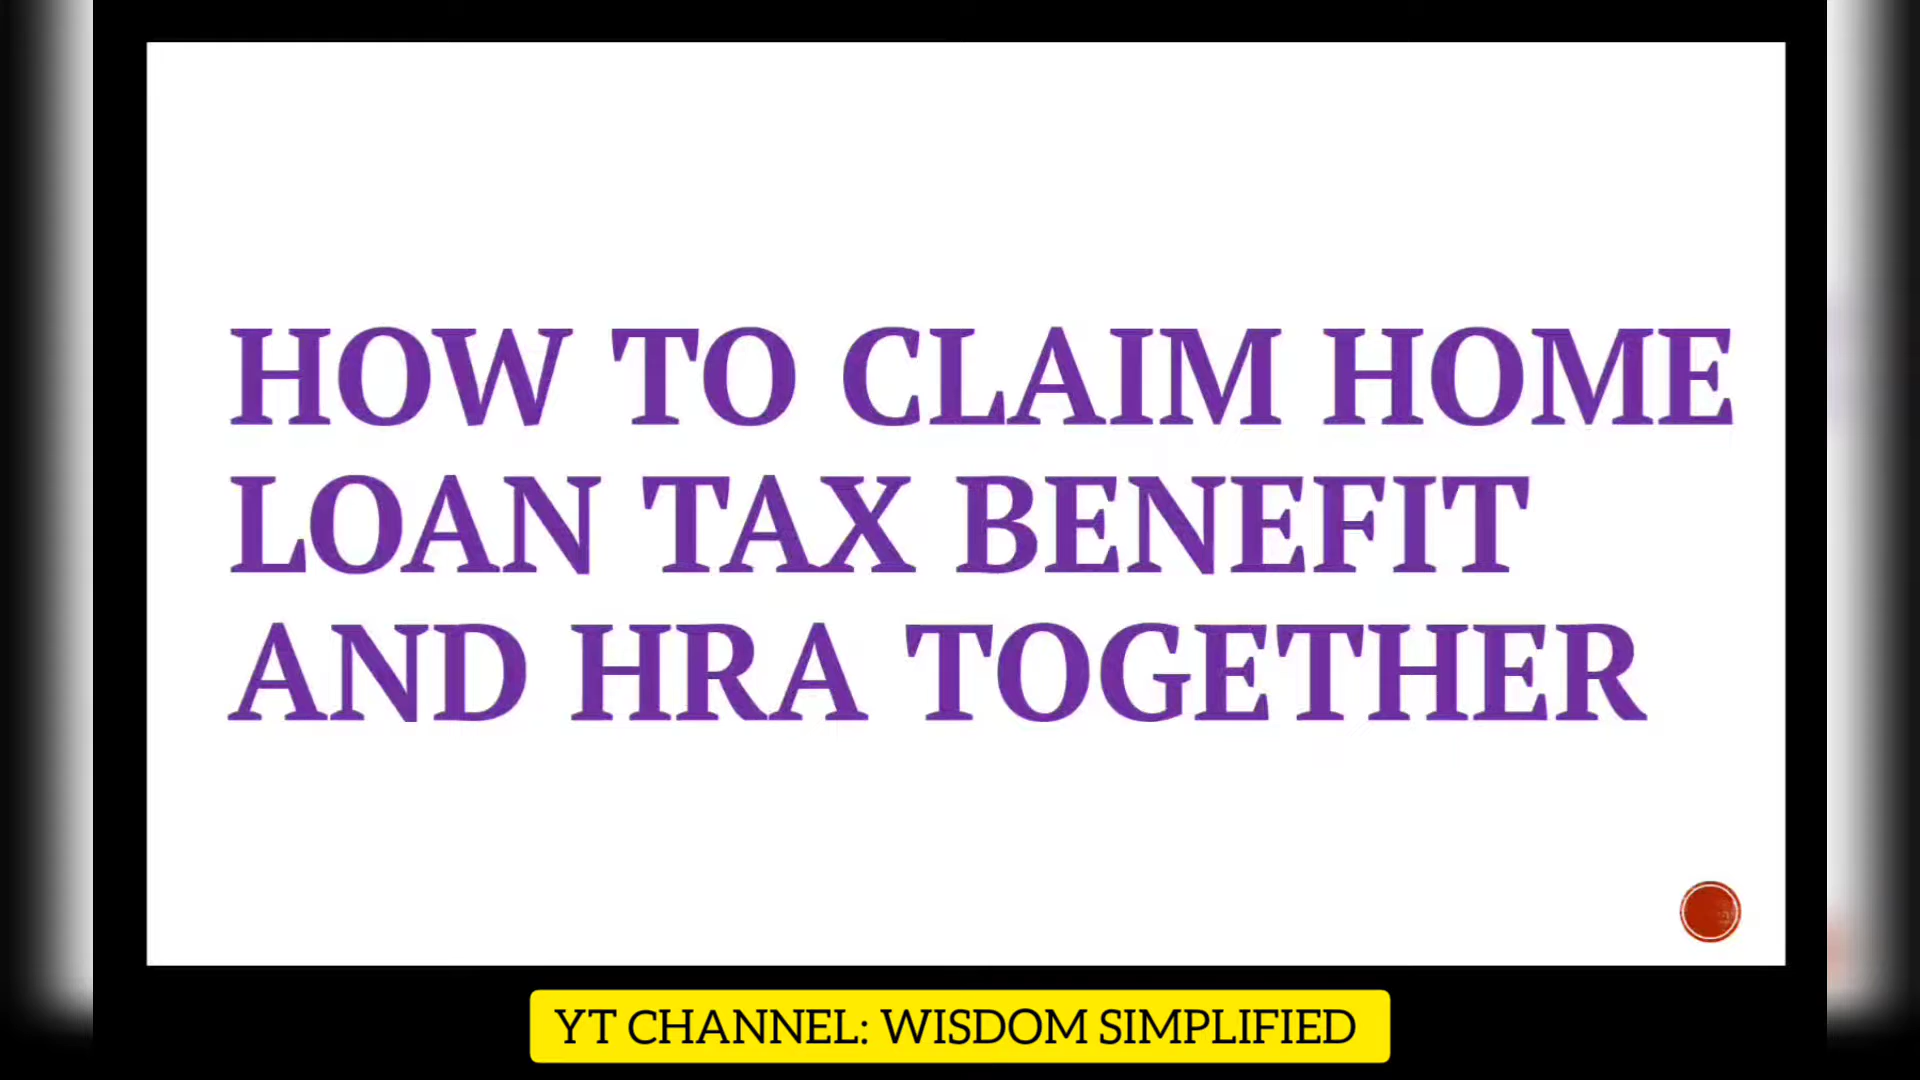 HOW TO CLAIM HOME
LOAN TAX BENEFIT
AND HRA TOGETHER
YT CHANNEL: WISDOM SIMPLIFIED